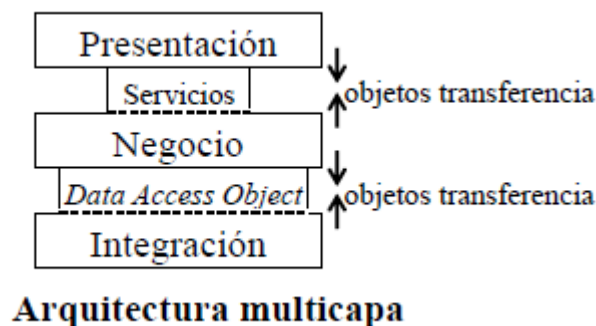 Presentación
Servicios
objetos transferencia
Negocio
Data Access Object
objetos transferencia
Integración
Arquitectura multicapa